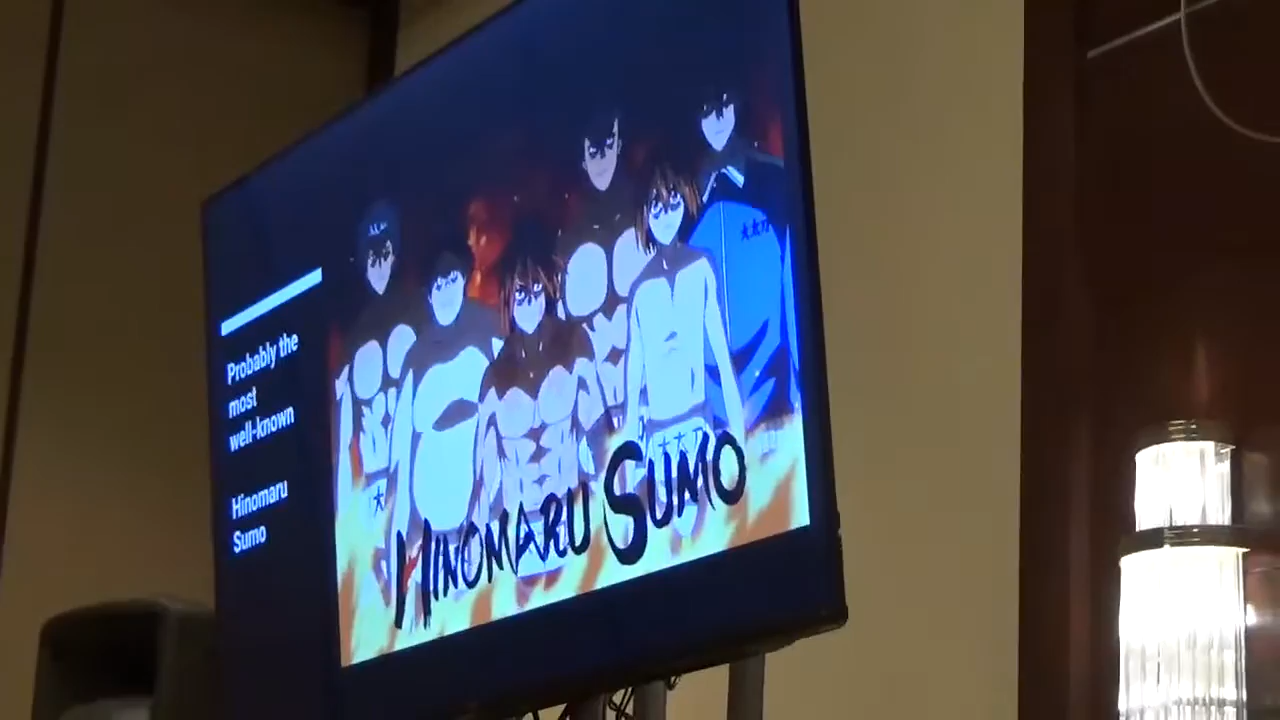 Probably the
most
well-known
Hinomaru
Sumo
HINOMARU SUMO